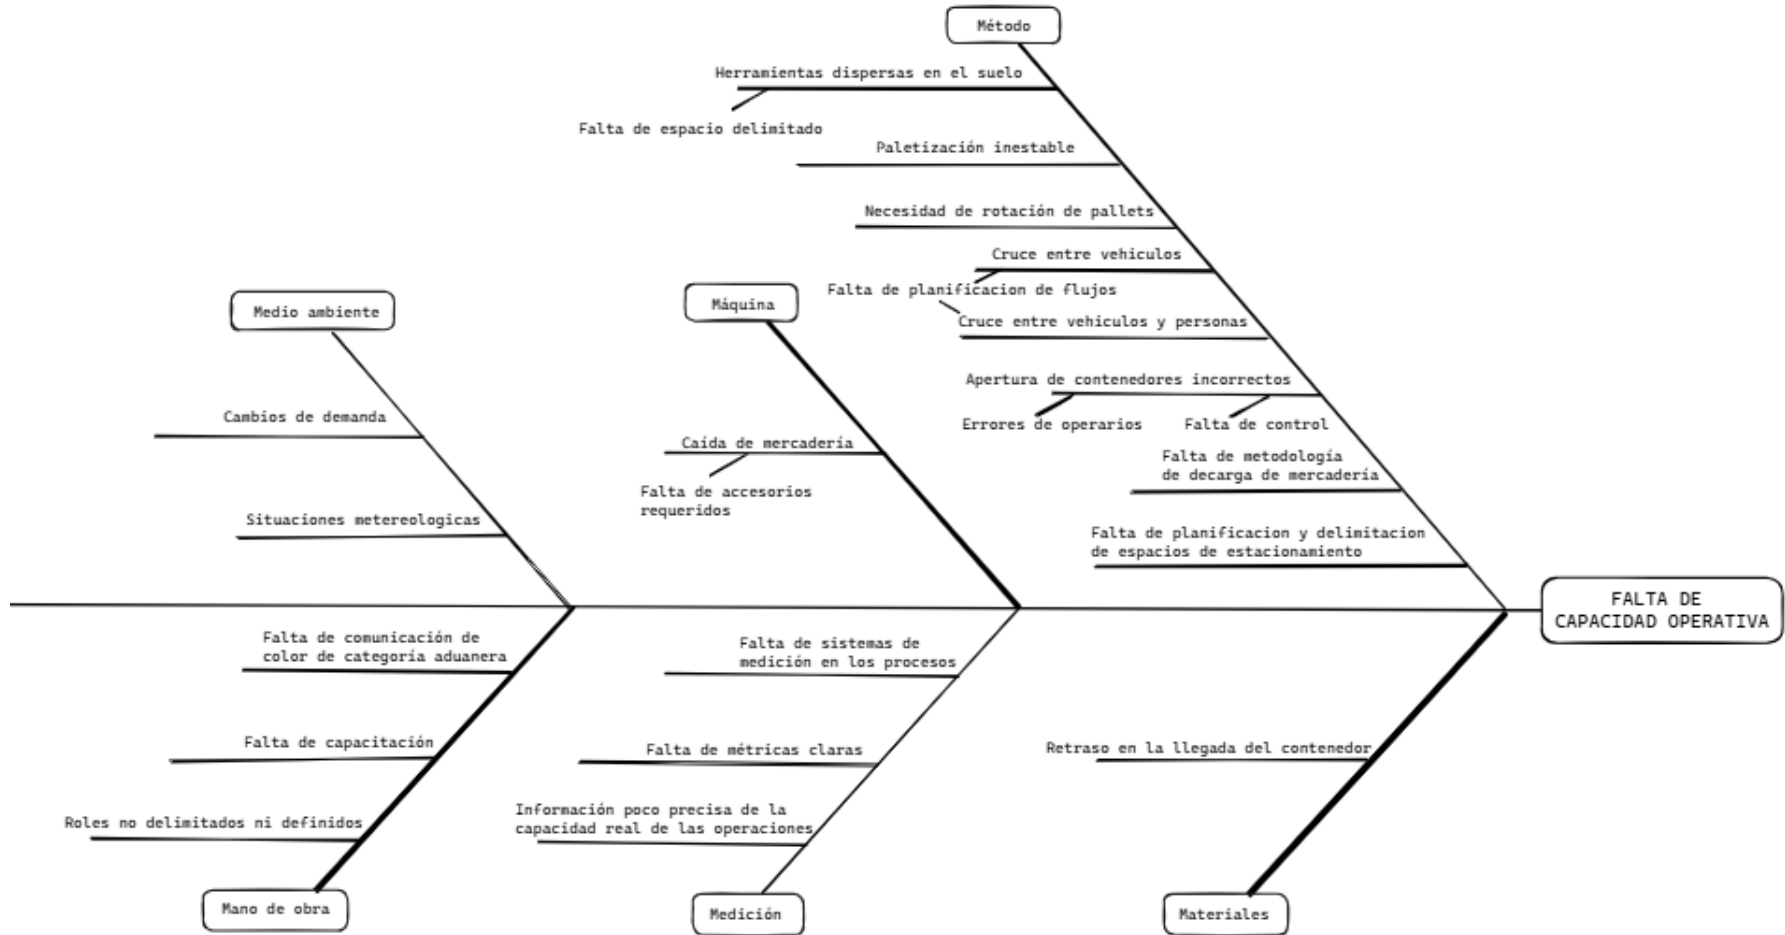 Método
Herramientas dispersas en el suelo
Falta de espacio delimitado
Paletización inestable
Necesidad de rotación de pallets
Cruce entre vehiculos
Falta de planificacion de flujos
Cruce entre vehiculos y personas
Apertura de contenedores incorrectos
Errores de operarios
Falta de control
Falta de metodología
de decarga de mercadería
Falta de planificacion y delimitacion
de espacios de estacionamiento
Máquina
Caída de mercadería
Falta de accesorios
requeridos
Medio ambiente
Cambios de demanda
Situaciones metereologicas
FALTA DE
CAPACIDAD OPERATIVA
Falta de comunicación de
color de categoría aduanera
Falta de capacitación
Roles no delimitados ni definidos
Mano de obra
Falta de sistemas de
medición en los procesos
Falta de métricas claras
Información poco precisa de la
capacidad real de las operaciones
Medición
Retraso en la llegada del contenedor
Materiales